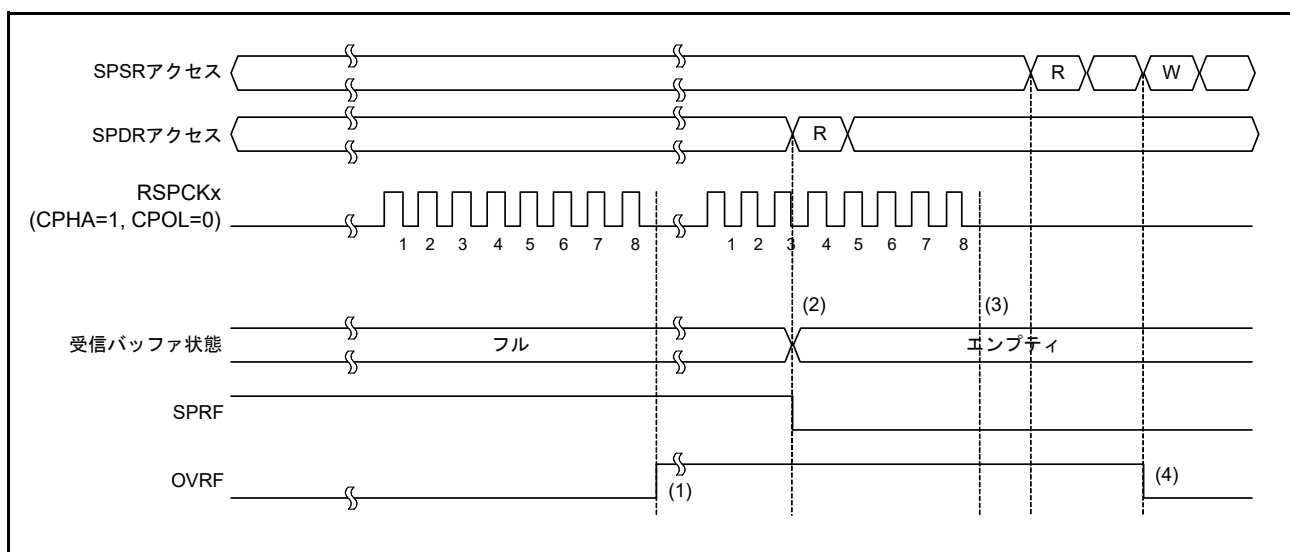 SPSRアクセス
R
W
SPDRアクセス
R
RSPCKx
(CPHA=1, CPOL=0)
1 2 3 4 5 6 7 8
1 2 3 4 5 6 7 8
(2)
(3)
受信バッファ状態
フル
エンプティ
SPRF
OVRF
(1)
(4)